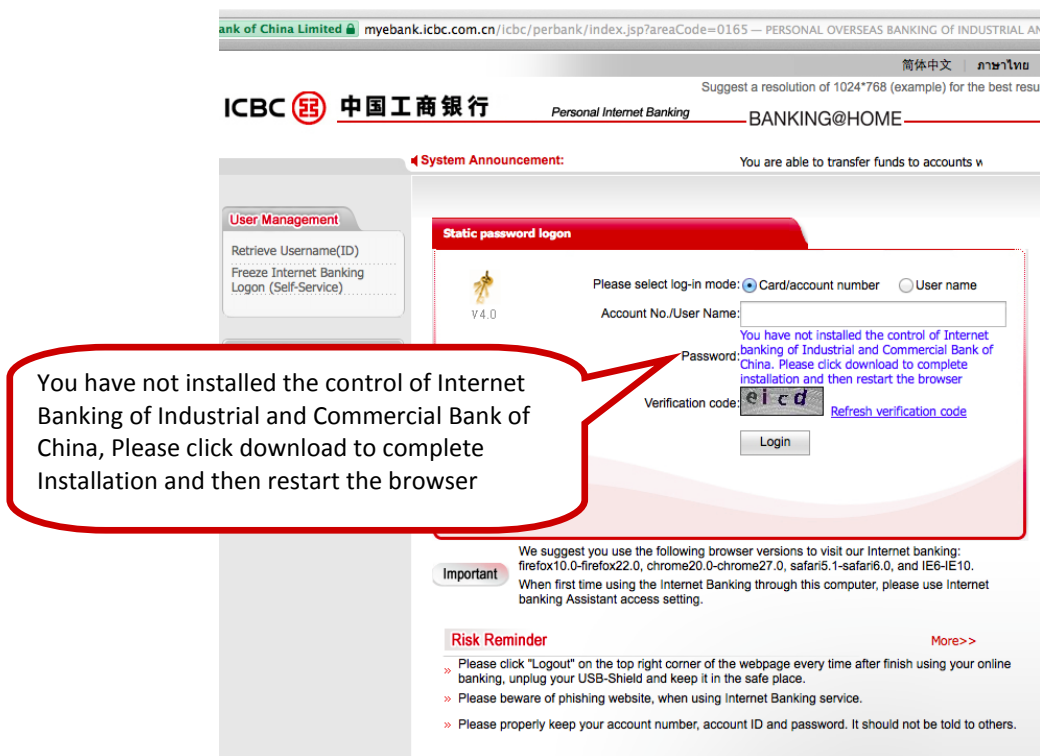 ank of China Limited myebank.icbc.com.cn/icbc/perbank/index.jsp?areaCode=0165 — PERSONAL OVERSEAS BANKING Of INDUSTRIAL AN
简体中文 ภาษาไทย
Suggest a resolution of 1024*768 (example) for the best resu
ICBC 中国工商银行 Personal Internet Banking BANKING@HOME
System Announcement: You are able to transfer funds to accounts w
User Management
Retrieve Username(ID)
Freeze Internet Banking
Logon (Self-Service)
Static password logon
V4.0
Please select log-in mode: Card/account number User name
Account No./User Name:
Password:
You have not installed the control of Internet
banking of Industrial and Commercial Bank of
China. Please click download to complete
installation and then restart the browser
Verification code: eicd Refresh verification code
Login
You have not installed the control of Internet
Banking of Industrial and Commercial Bank of
China, Please click download to complete
Installation and then restart the browser
Important
We suggest you use the following browser versions to visit our Internet banking:
firefox10.0-firefox22.0, chrome20.0-chrome27.0, safari5.1-safari6.0, and IE6-IE10.
When first time using the Internet Banking through this computer, please use Internet
banking Assistant access setting.
Risk Reminder More>>
» Please click "Logout" on the top right corner of the webpage every time after finish using your online
banking, unplug your USB-Shield and keep it in the safe place.
» Please beware of phishing website, when using Internet Banking service.
» Please properly keep your account number, account ID and password. It should not be told to others.